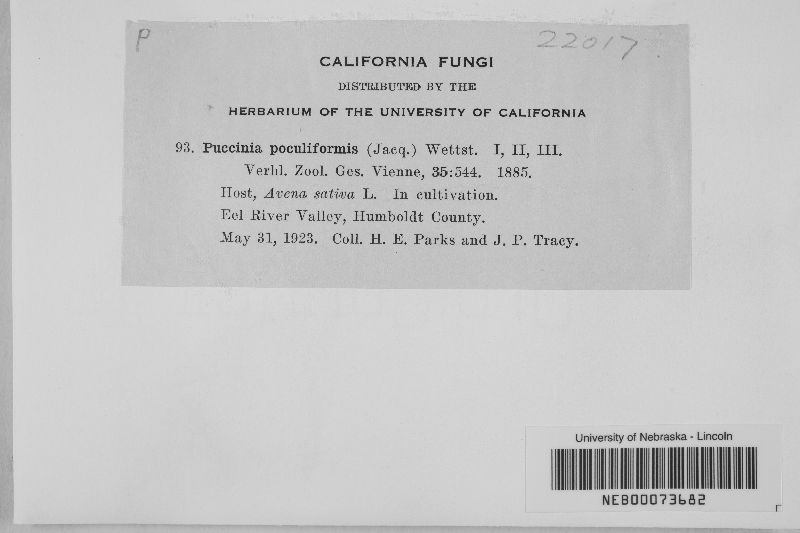 P
22017
CALIFORNIA FUNGI
DISTRIBUTED BY THE
HERBARIUM OF THE UNIVERSITY OF CALIFORNIA
93. Puccinia poculiformis (Jacq.) Wettst. I, II, III.
Verhl. Zool. Ges. Vienne, 35:544. 1885.
Host, Avena sativa L. In cultivation.
Eel River Valley, Humboldt County.
May 31, 1923. Coll. H. E. Parks and J. P. Tracy.
University of Nebraska - Lincoln
NEB00073682